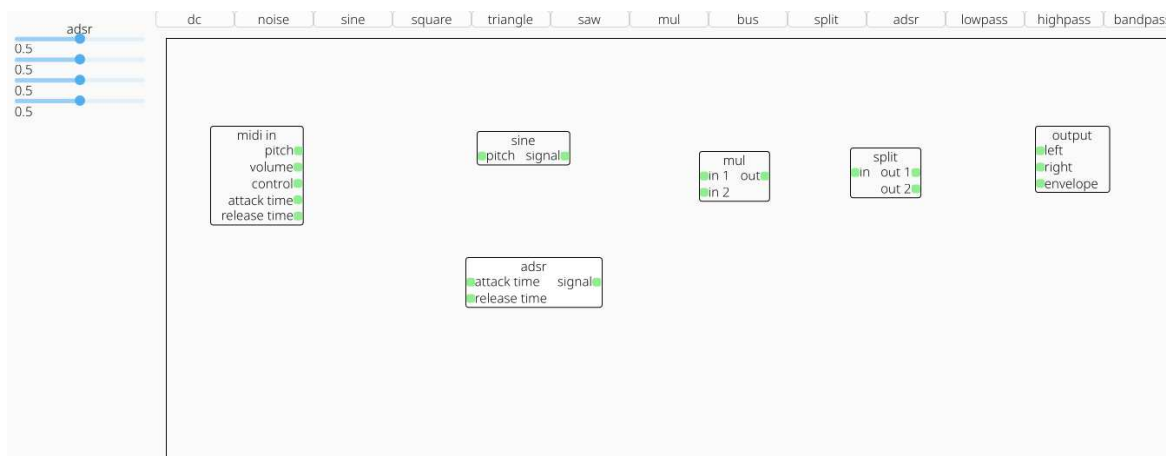 dc noise sine square triangle saw mul bus split adsr lowpass highpass bandpas
adsr
0.5
0.5
0.5
0.5
midi in
pitch
volume
control
attack time
release time
sine
pitch signal
adsr
attack time signal
release time
mul
in 1 out
in 2
split
in out 1
out 2
output
left
right
envelope